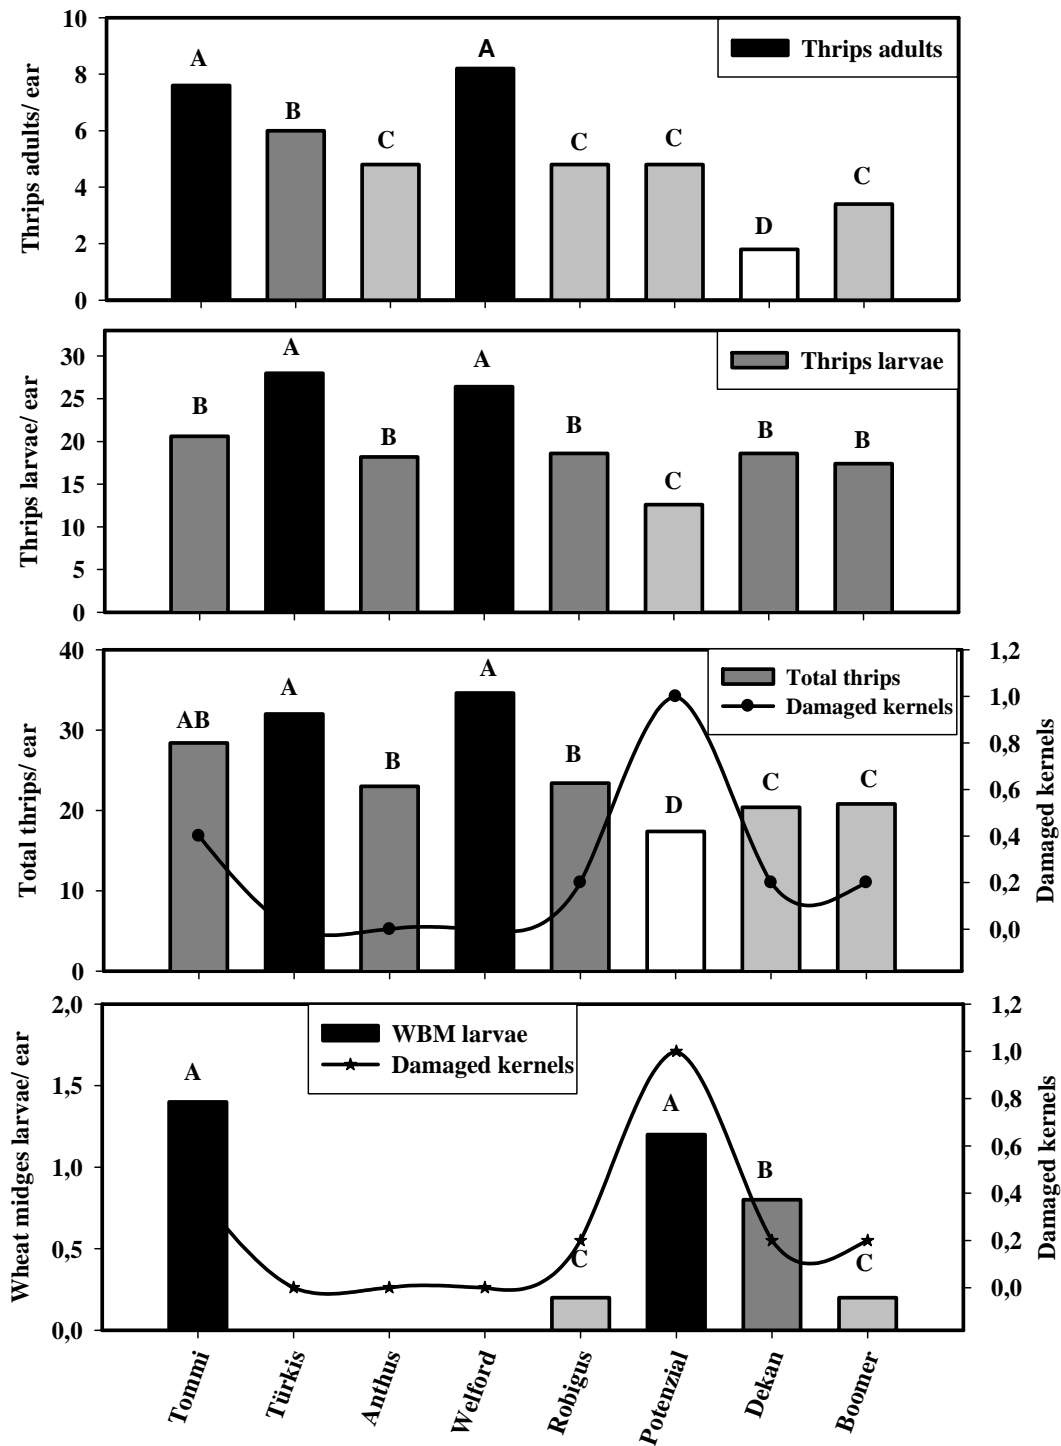 Thrips adults/ ear
10
8
6
4
2
0
A
B
C
A
C
C
D
C
Thrips adults
Thrips larvae/ ear
30
25
20
15
10
5
0
B
A
B
A
B
C
B
B
Thrips larvae
Total thrips/ ear
40
30
20
10
0
AB
A
B
A
B
D
C
C
Total thrips
Damaged kernels
1,2
1,0
0,8
0,6
0,4
0,2
0,0
Damaged kernels
Wheat midges larvae/ ear
2,0
1,5
1,0
0,5
0,0
A
C
A
B
C
WBM larvae
Damaged kernels
1,2
1,0
0,8
0,6
0,4
0,2
0,0
Damaged kernels
Tommi
Türkis
Anthus
Welford
Robigus
Potenzial
Dekan
Boomer